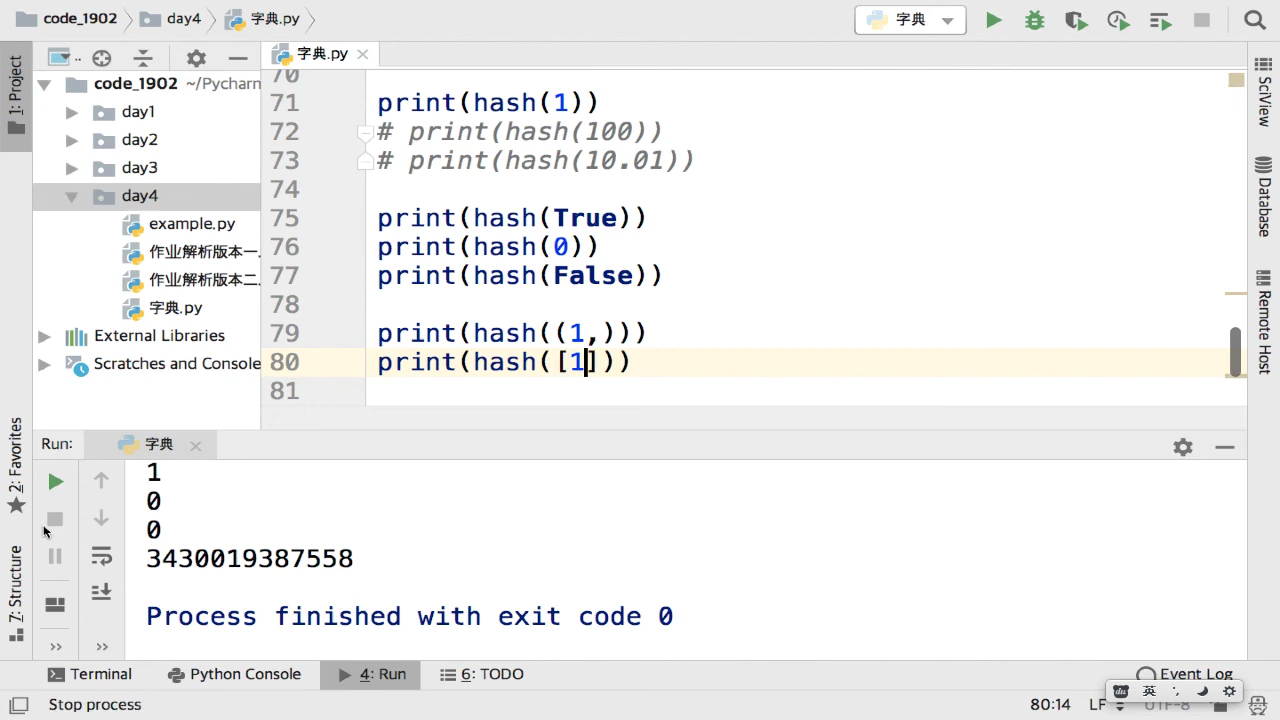 code_1902 day4 字典.py
字典
1: Project
字典.py
code_1902 ~/Pycharm
day1
day2
day3
day4
example.py
作业解析版本一.
作业解析版本二.
字典.py
External Libraries
Scratches and Console
70
71 print(hash(1))
72 # print(hash(100))
73 # print(hash(10.01))
74
75 print(hash(True))
76 print(hash(0))
77 print(hash(False))
78
79 print(hash((1,)))
80 print(hash([1]))
81
SciView
Database
Remote Host
2: Favorites
7: Structure
Run: 字典
1
0
0
3430019387558
Process finished with exit code 0
Terminal Python Console 4: Run 6: TODO Event Log
英
Stop process 80:14 LF UTF-8